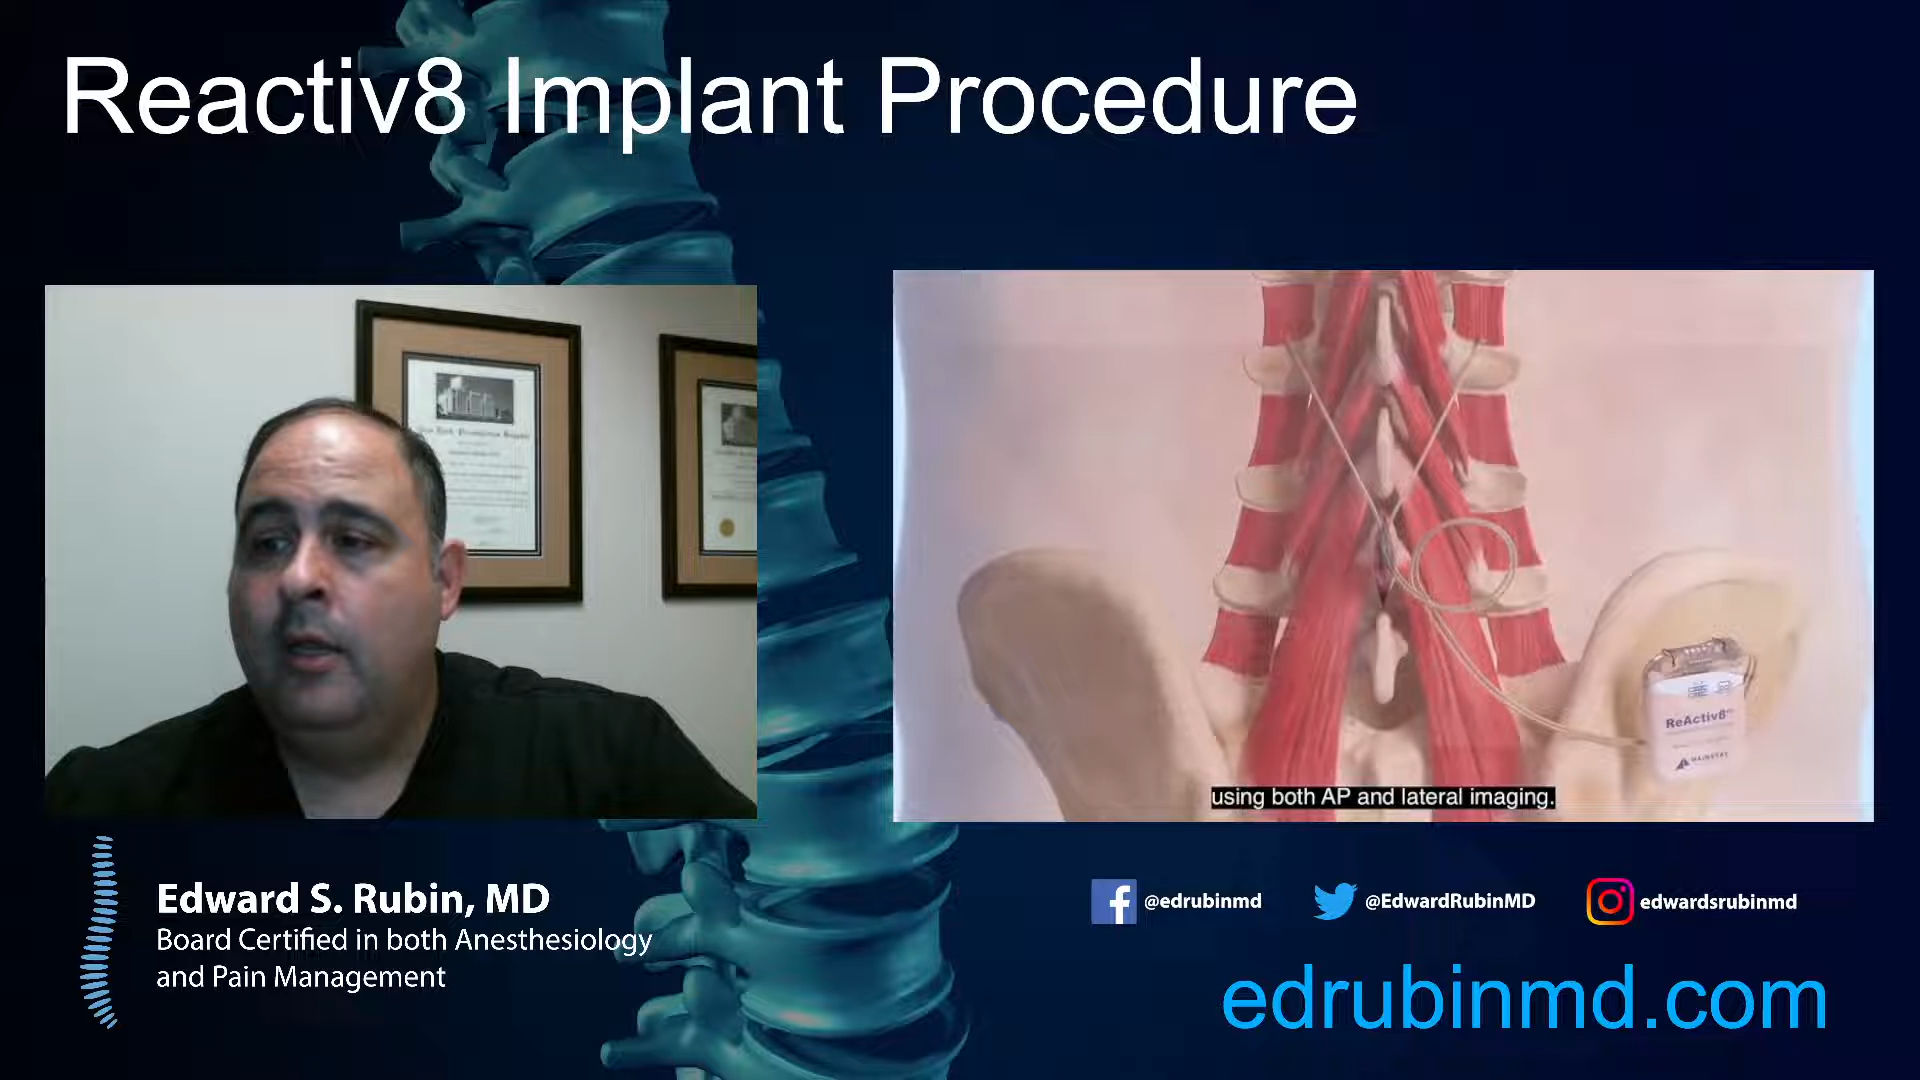 Reactiv8 Implant Procedure
ReActiv8
MAINSTAY
using both AP and lateral imaging.
Edward S. Rubin, MD
Board Certified in both Anesthesiology
and Pain Management
@edrubinmd
@EdwardRubinMD
edwardsrubinmd
edrubinmd.com